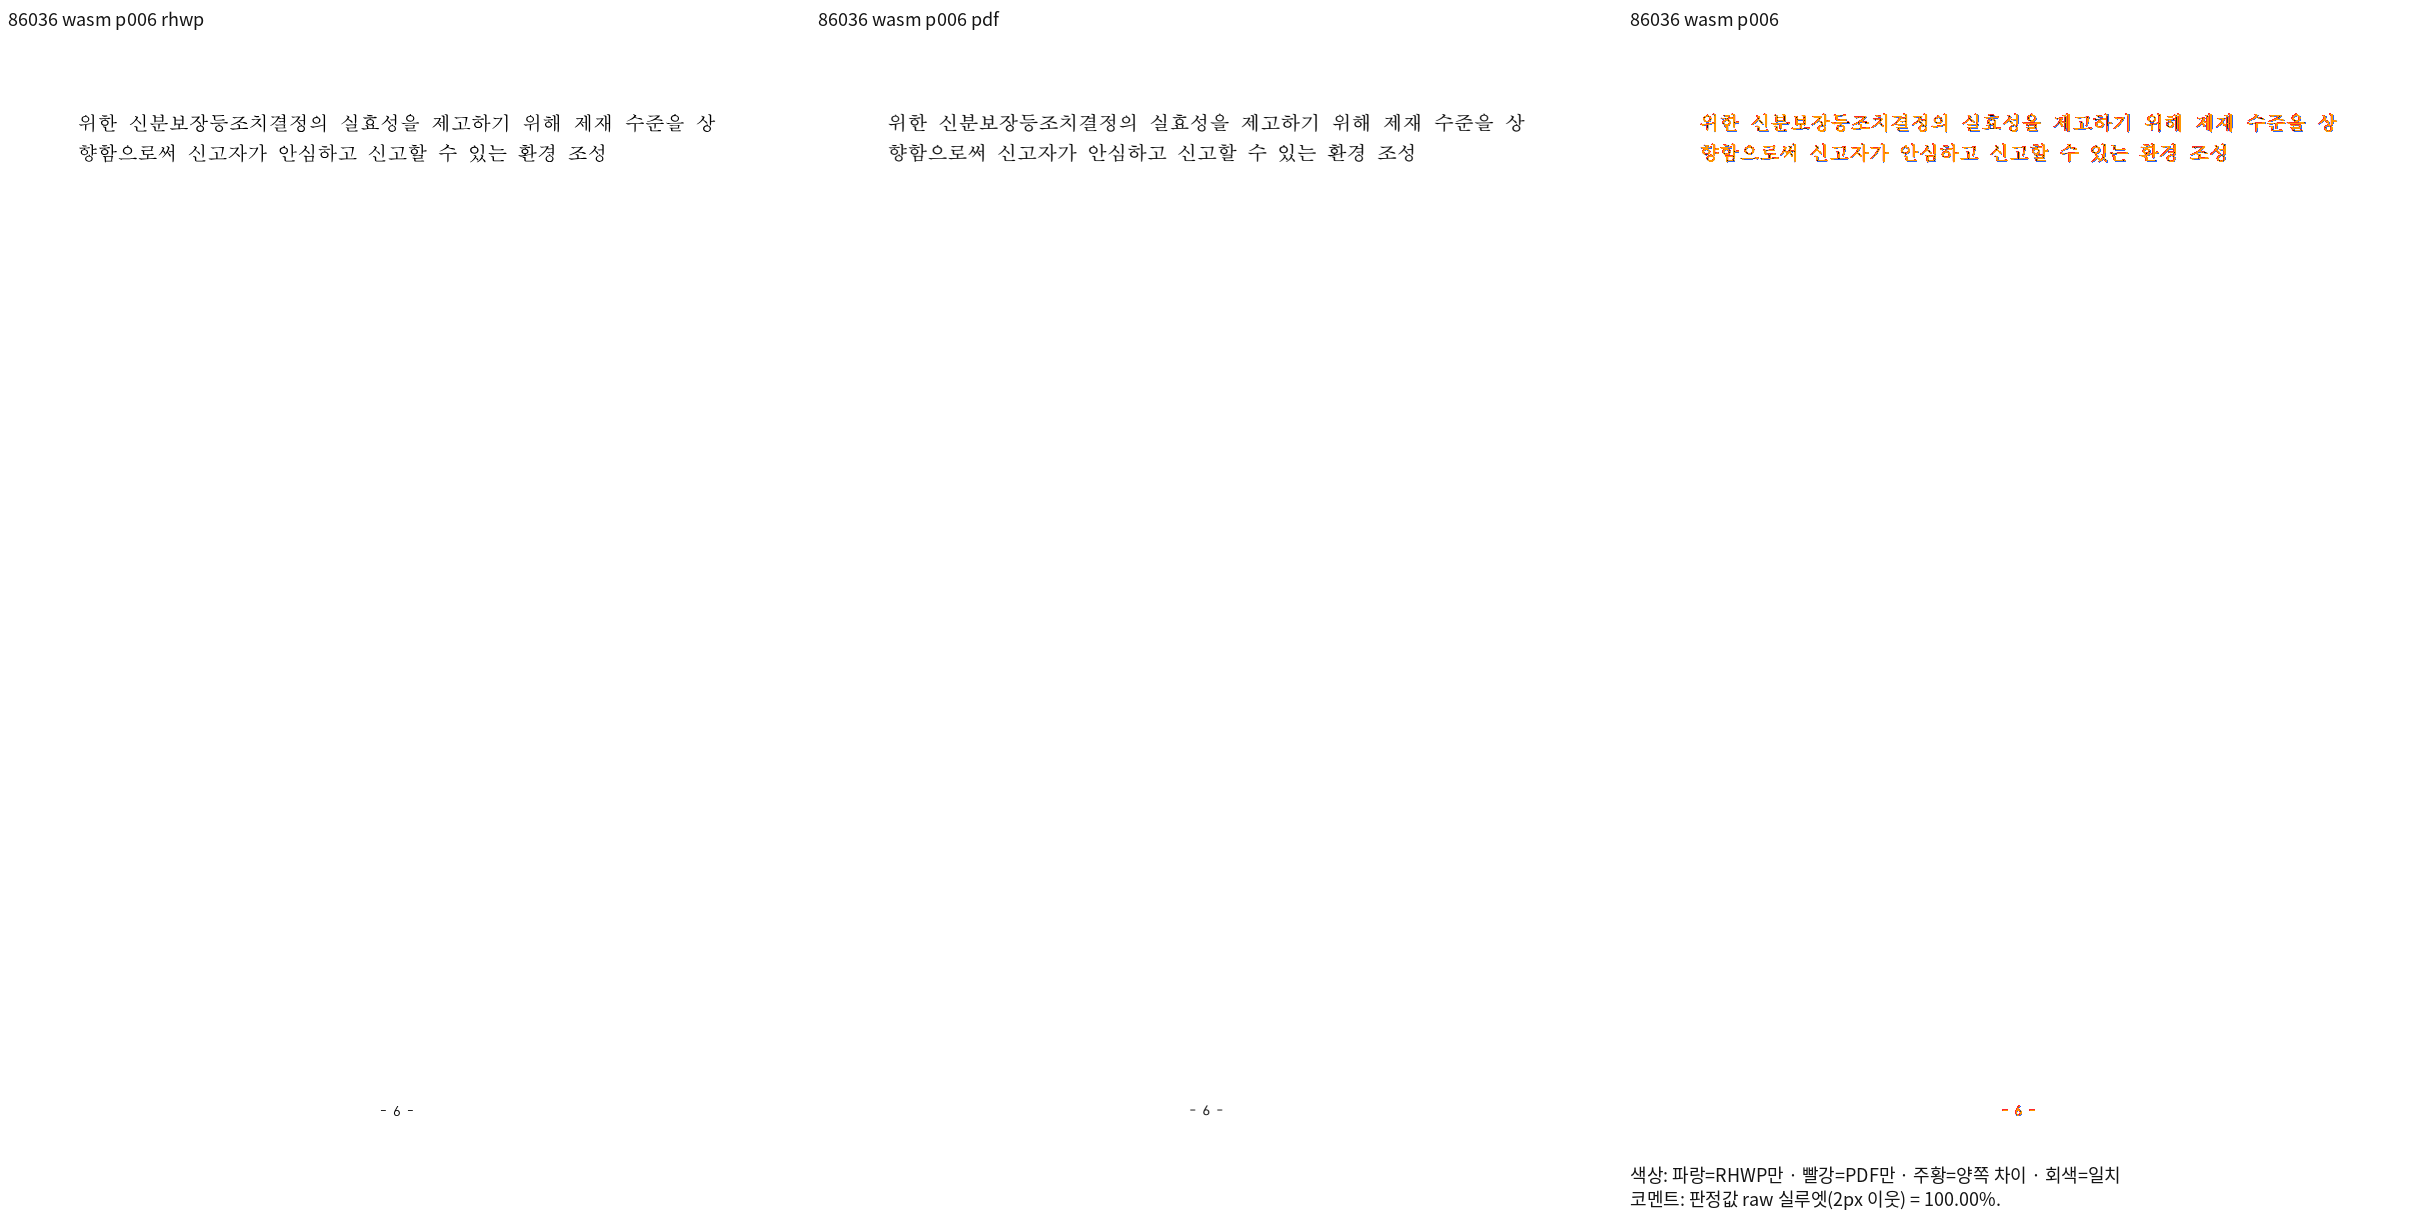 86036 wasm p006 rhwp
위한 신분보장등조치결정의 실효성을 제고하기 위해 제재 수준을 상
향함으로써 신고자가 안심하고 신고할 수 있는 환경 조성
- 6 -
86036 wasm p006 pdf
위한 신분보장등조치결정의 실효성을 제고하기 위해 제재 수준을 상
향함으로써 신고자가 안심하고 신고할 수 있는 환경 조성
- 6 -
86036 wasm p006
위한 신분보장등조치결정의 실효성을 제고하기 위해 제재 수준을 상
향함으로써 신고자가 안심하고 신고할 수 있는 환경 조성
- 6 -
색상: 파랑=RHWP만 · 빨강=PDF만 · 주황=양쪽 차이 · 회색=일치
코멘트: 판정값 raw 실루엣(2px 이웃) = 100.00%.